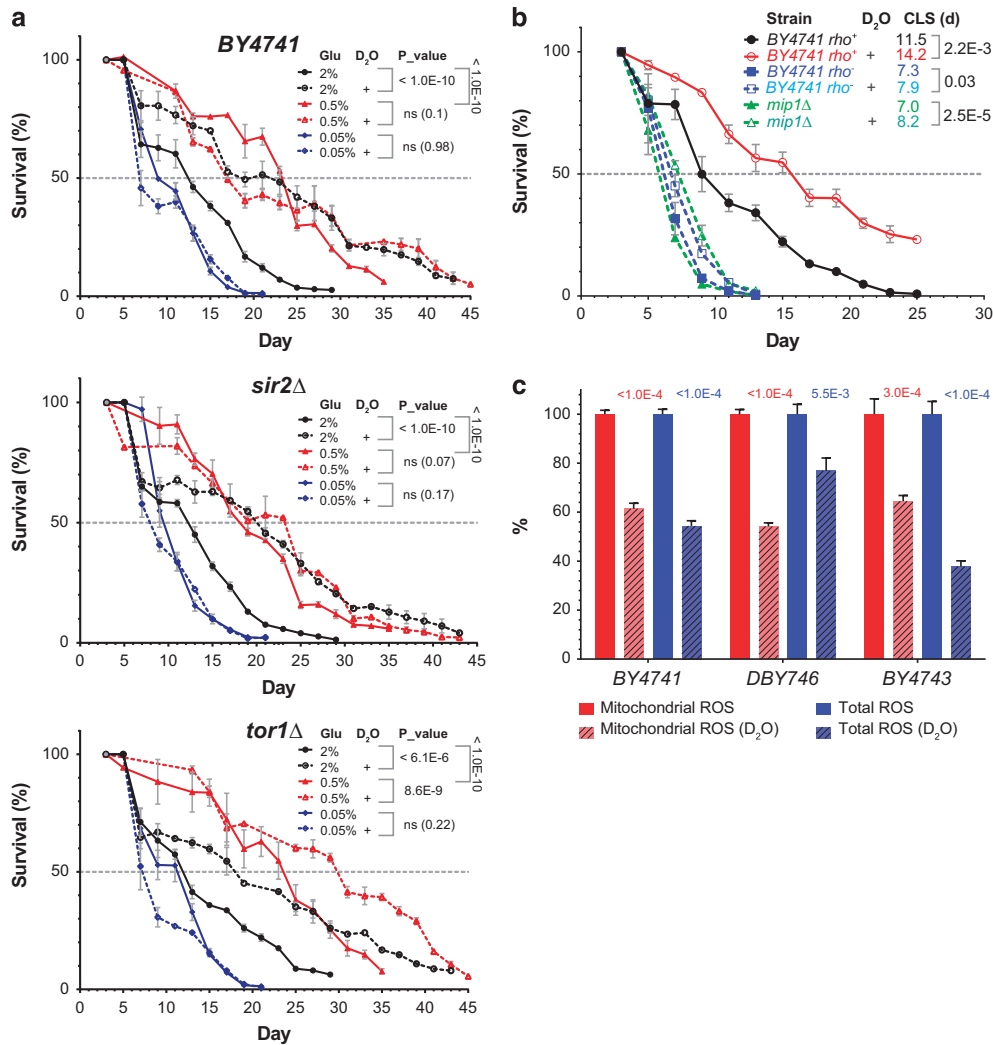 a
BY4741
Glu D₂O P_value
2%
2% +
< 1.0E-10
0.5%
0.5% +
ns (0.1)
0.05%
0.05% +
ns (0.98)
< 1.0E-10
Survival (%)
100
50
0
0 5 10 15 20 25 30 35 40 45
Day
sir2Δ
Glu D₂O P_value
2%
2% +
< 1.0E-10
0.5%
0.5% +
ns (0.07)
0.05%
0.05% +
ns (0.17)
< 1.0E-10
Survival (%)
100
50
0
0 5 10 15 20 25 30 35 40 45
Day
tor1Δ
Glu D₂O P_value
2%
2% +
< 6.1E-6
0.5%
0.5% +
8.6E-9
0.05%
0.05% +
ns (0.22)
< 1.0E-10
Survival (%)
100
50
0
0 5 10 15 20 25 30 35 40 45
Day
b
Strain D₂O CLS (d)
BY4741 rho⁺ 11.5
BY4741 rho⁺ + 14.2
2.2E-3
BY4741 rho⁻ 7.3
BY4741 rho⁻ + 7.9
0.03
mip1Δ 7.0
mip1Δ + 8.2
2.5E-5
Survival (%)
100
50
0
0 5 10 15 20 25 30
Day
c
<1.0E-4 <1.0E-4 <1.0E-4 5.5E-3 3.0E-4 <1.0E-4
%
100
80
60
40
20
0
BY4741 DBY746 BY4743
Mitochondrial ROS Total ROS
Mitochondrial ROS (D₂O) Total ROS (D₂O)